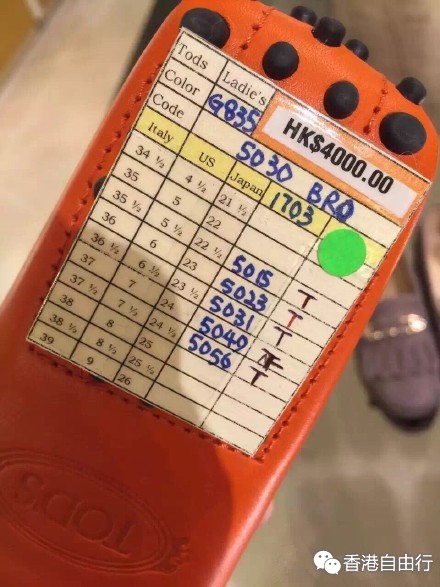 Tods Ladie's HK$4000.00
Color G835
Code 5030 BRQ
Italy US Japan 1703
34 ½ 4 ½ 21 ½
35 5 22
35 ½ 5 ½ 22 ½ 5015 T
36 6 23 5023 T
36 ½ 6 ½ 23 ½ 5031 T
37 7 24 5040
37 ½ 7 ½ 24 ½ 5056 T
38 8 25
38 ½ 8 ½ 25 ½
39 9 26
TOD'S
香港自由行